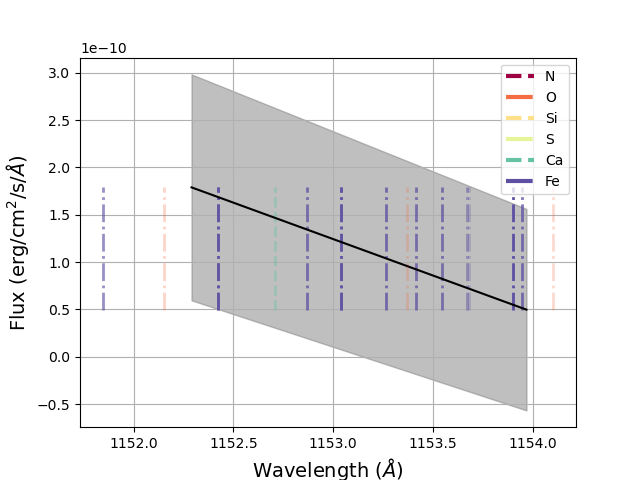 1e−10
3.0
2.5
2.0
1.5
1.0
0.5
0.0
−0.5
Flux (erg/cm²/s/Å)
N
O
Si
S
Ca
Fe
1152.0 1152.5 1153.0 1153.5 1154.0
Wavelength (Å)